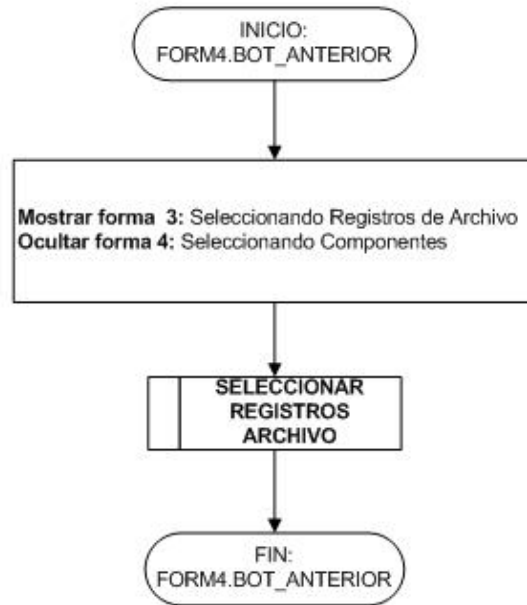 INICIO:
FORM4.BOT_ANTERIOR
Mostrar forma 3: Seleccionando Registros de Archivo
Ocultar forma 4: Seleccionando Componentes
SELECCIONAR
REGISTROS
ARCHIVO
FIN:
FORM4.BOT_ANTERIOR